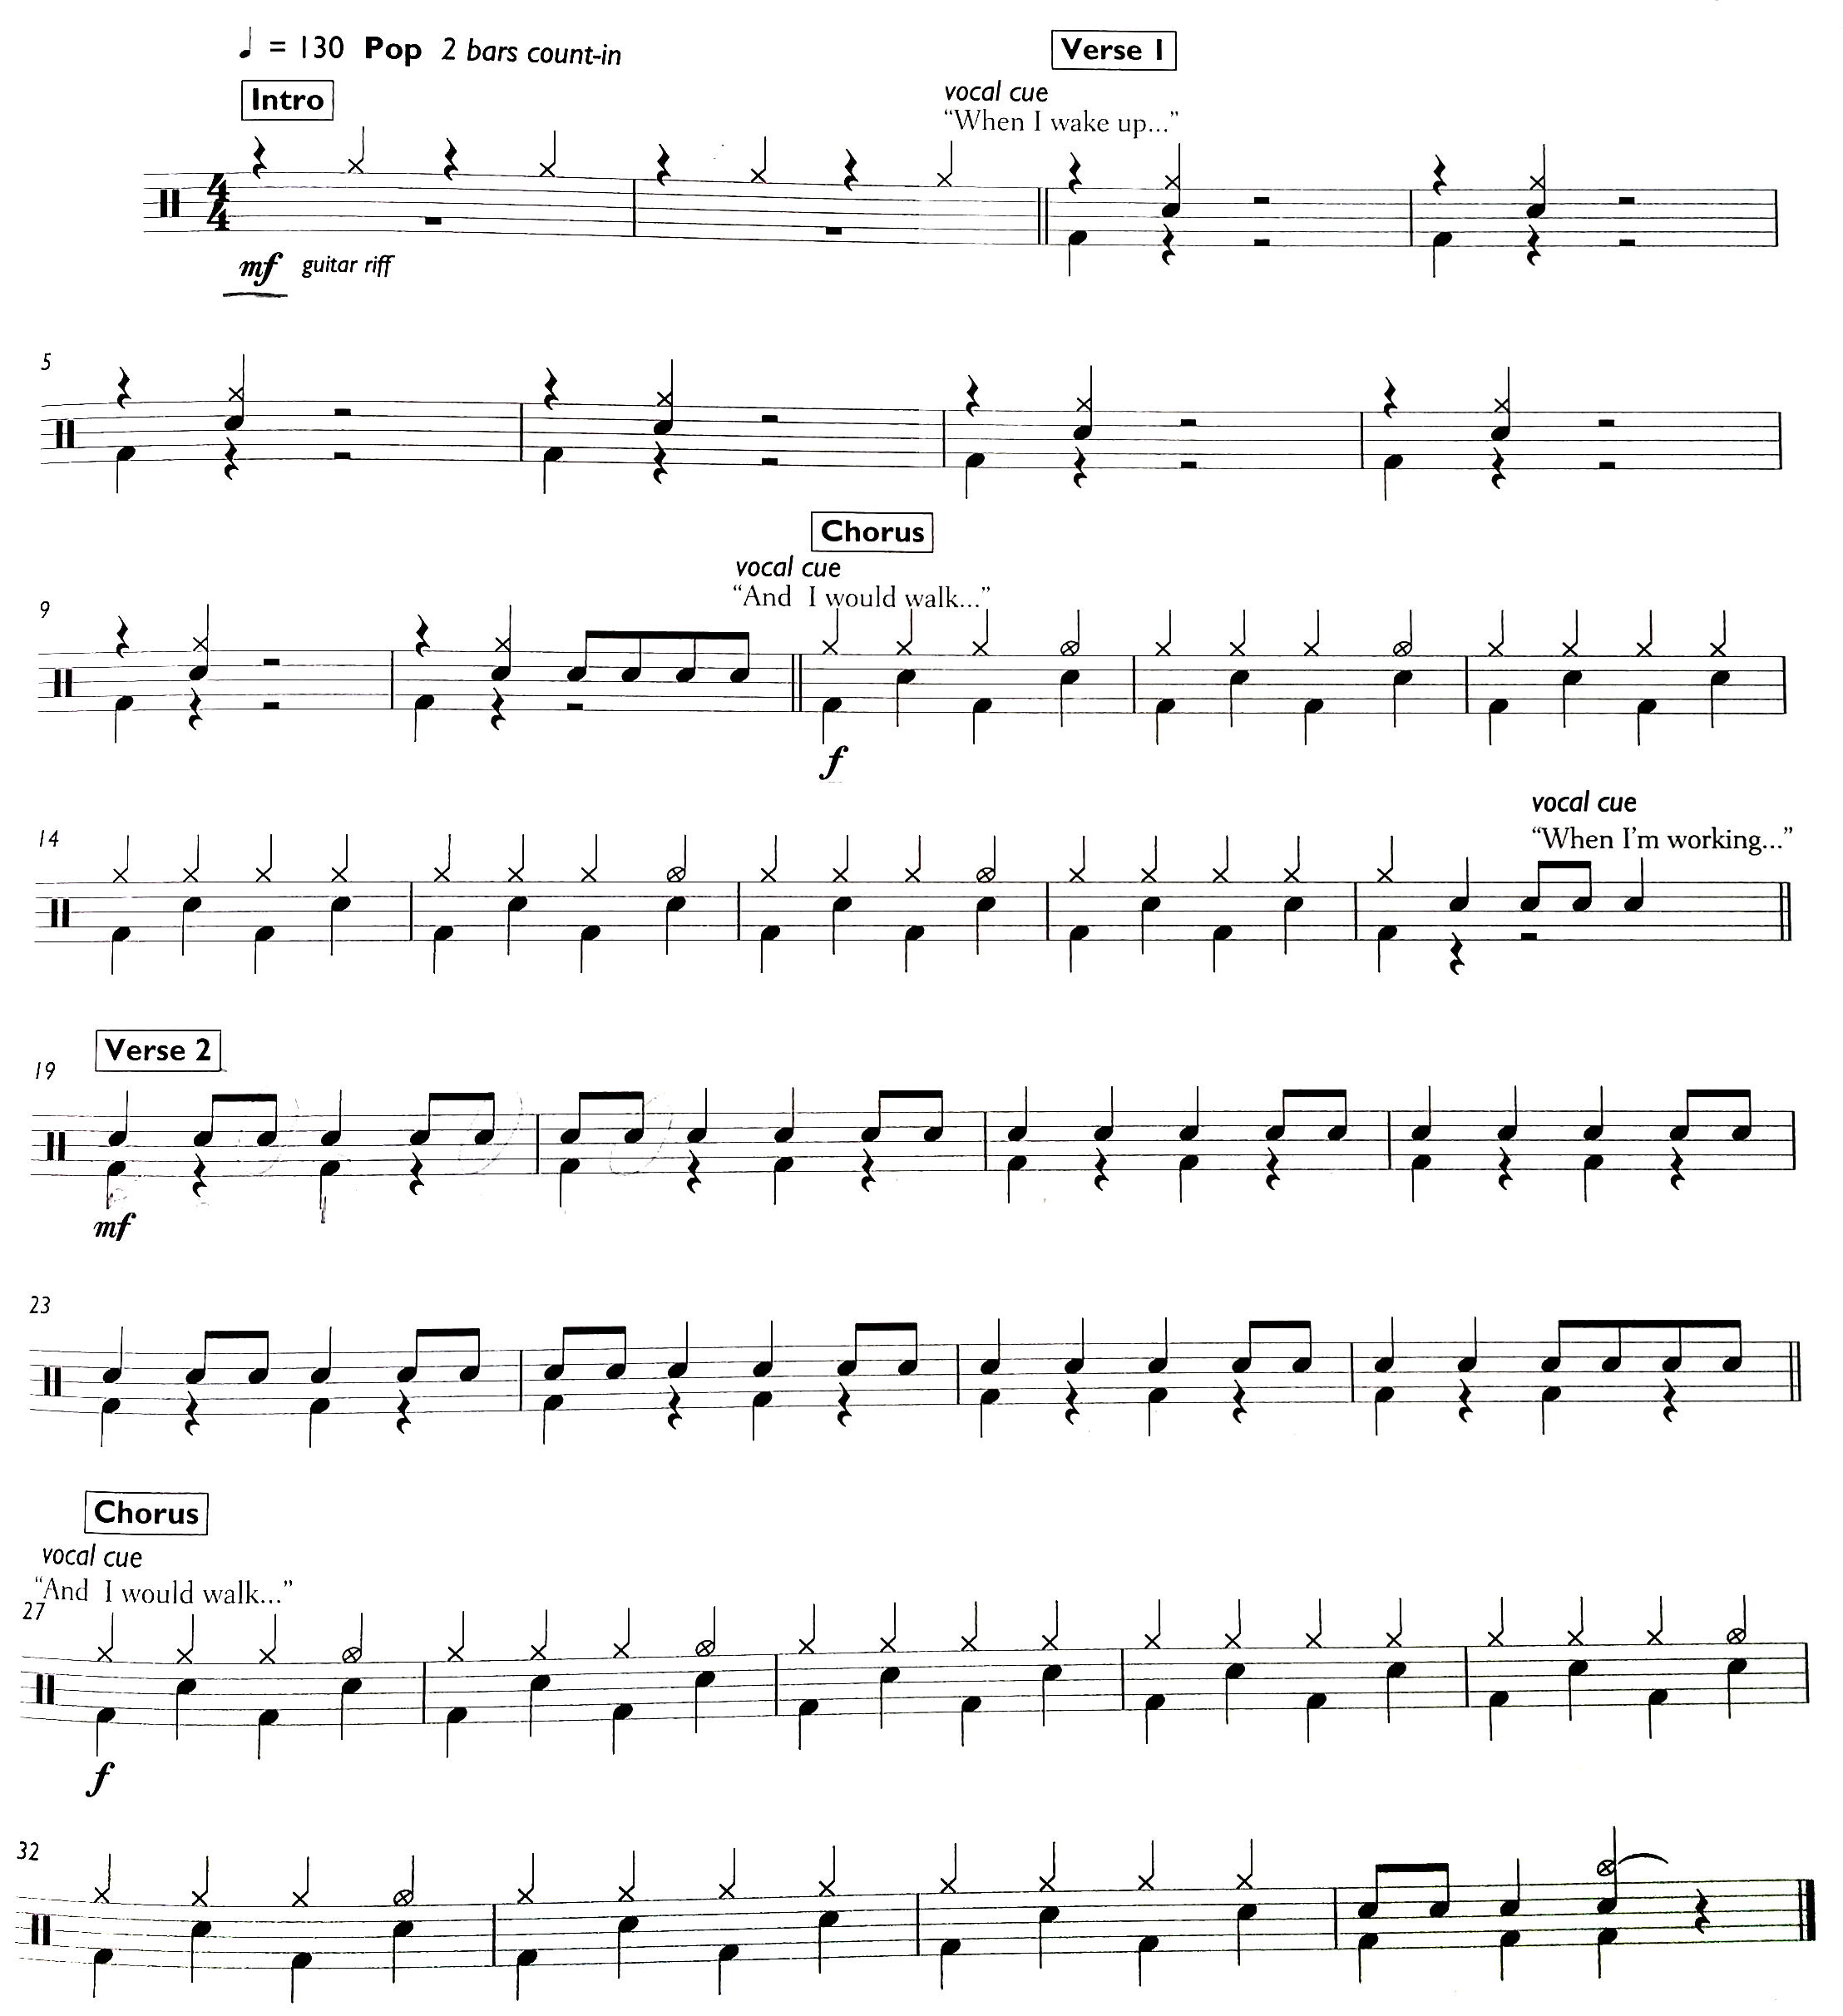 ♩ = 130 Pop 2 bars count-in
Intro
Verse 1
vocal cue
“When I wake up...”
4
4
mf guitar riff
5
Chorus
vocal cue
“And I would walk...”
9
f
14
vocal cue
“When I’m working...”
Verse 2
19
mf
23
Chorus
vocal cue
“And I would walk...”
27
f
32